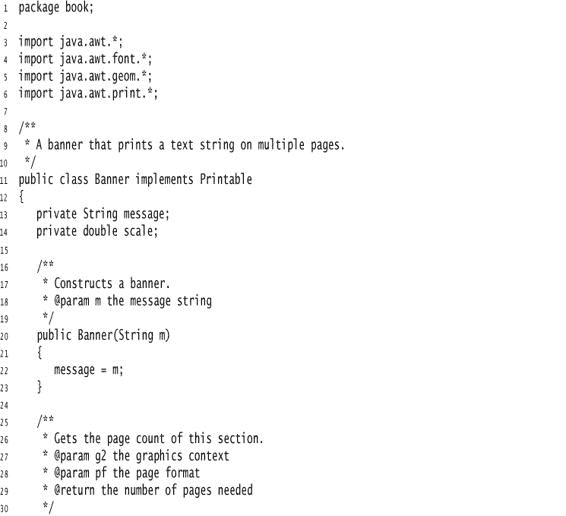 1 package book;
2
3 import java.awt.*;
4 import java.awt.font.*;
5 import java.awt.geom.*;
6 import java.awt.print.*;
7
8 /**
9  * A banner that prints a text string on multiple pages.
10  */
11 public class Banner implements Printable
12 {
13    private String message;
14    private double scale;
15
16    /**
17     * Constructs a banner.
18     * @param m the message string
19     */
20    public Banner(String m)
21    {
22       message = m;
23    }
24
25    /**
26     * Gets the page count of this section.
27     * @param g2 the graphics context
28     * @param pf the page format
29     * @return the number of pages needed
30     */